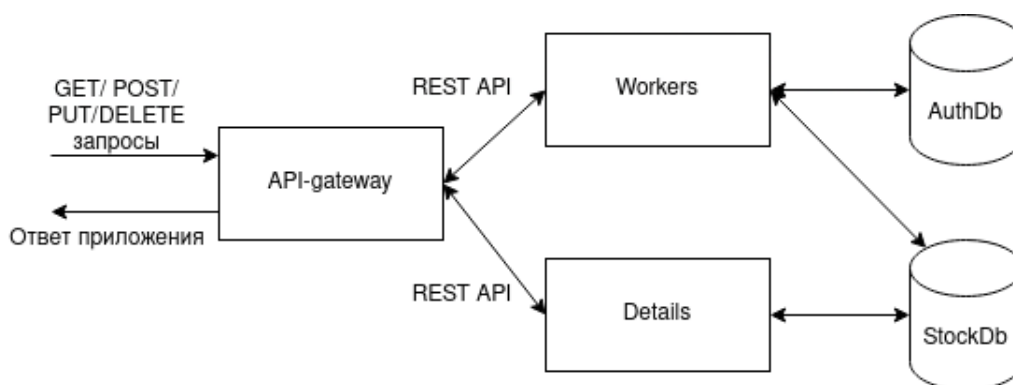 GET/ POST/
PUT/DELETE
запросы
Ответ приложения
API-gateway
REST API
REST API
Workers
Details
AuthDb
StockDb